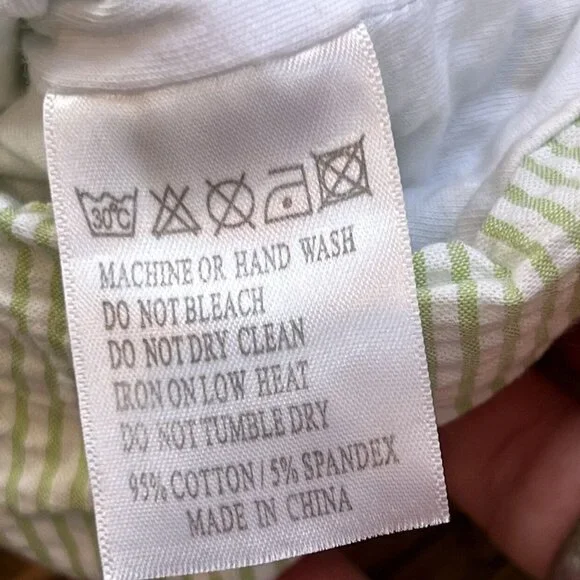 30°C
MACHINE OR HAND WASH
DO NOT BLEACH
DO NOT DRY CLEAN
IRON ON LOW HEAT
DO NOT TUMBLE DRY
95% COTTON / 5% SPANDEX
MADE IN CHINA